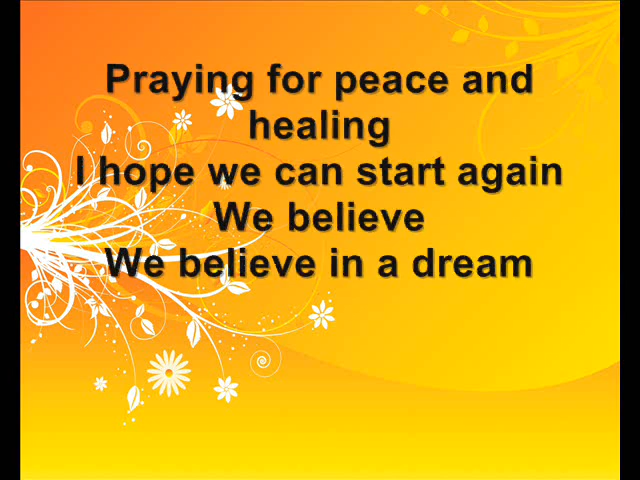 Praying for peace and
healing
I hope we can start again
We believe
We believe in a dream